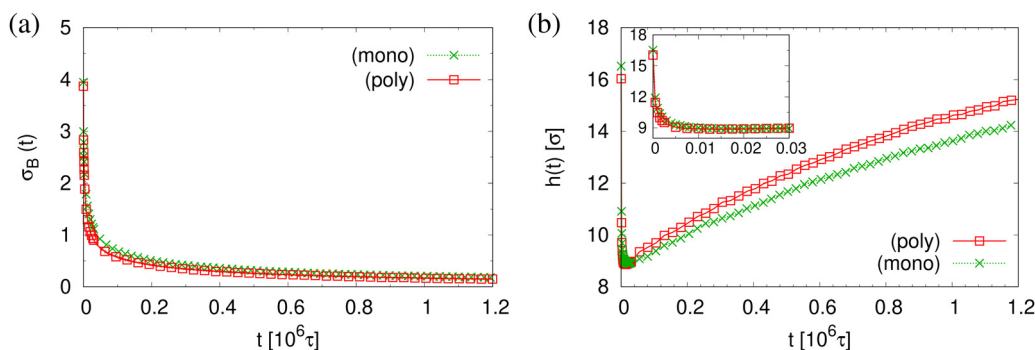 (a)
5
4
3
2
1
0
σB (t)
(mono)
(poly)
0 0.2 0.4 0.6 0.8 1 1.2
t [10⁶τ]
(b)
18
16
14
12
10
8
h(t) [σ]
18
15
12
9
0 0.01 0.02 0.03
(poly)
(mono)
0 0.2 0.4 0.6 0.8 1 1.2
t [10⁶τ]